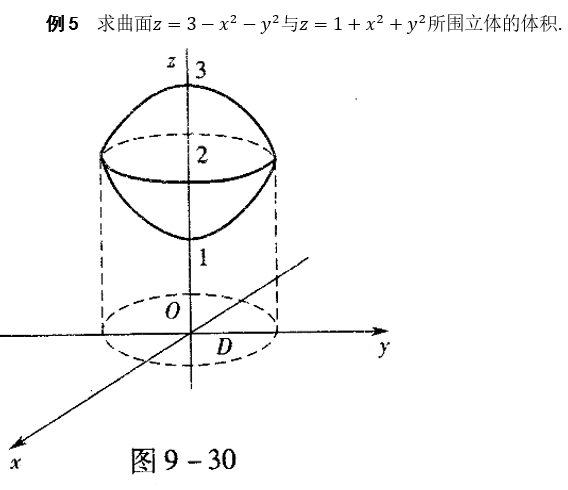 例5 求曲面z = 3 − x² − y²与z = 1 + x² + y²所围立体的体积.
z
3
2
1
O
D
y
x
图9-30